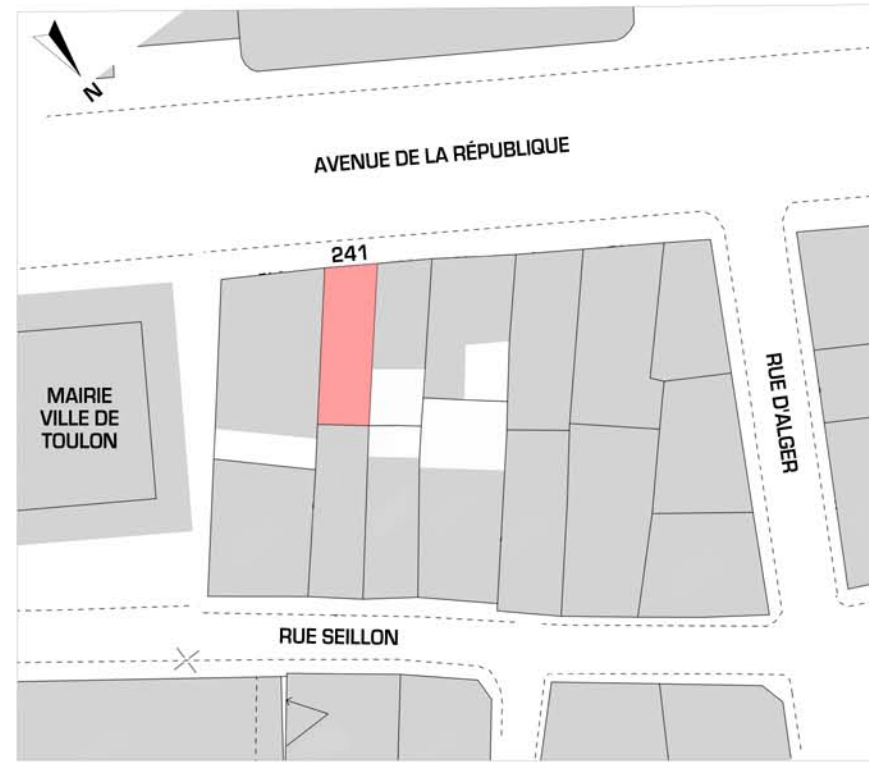 N
AVENUE DE LA RÉPUBLIQUE
241
MAIRIE
VILLE DE
TOULON
RUE D'ALGER
RUE SEILLON